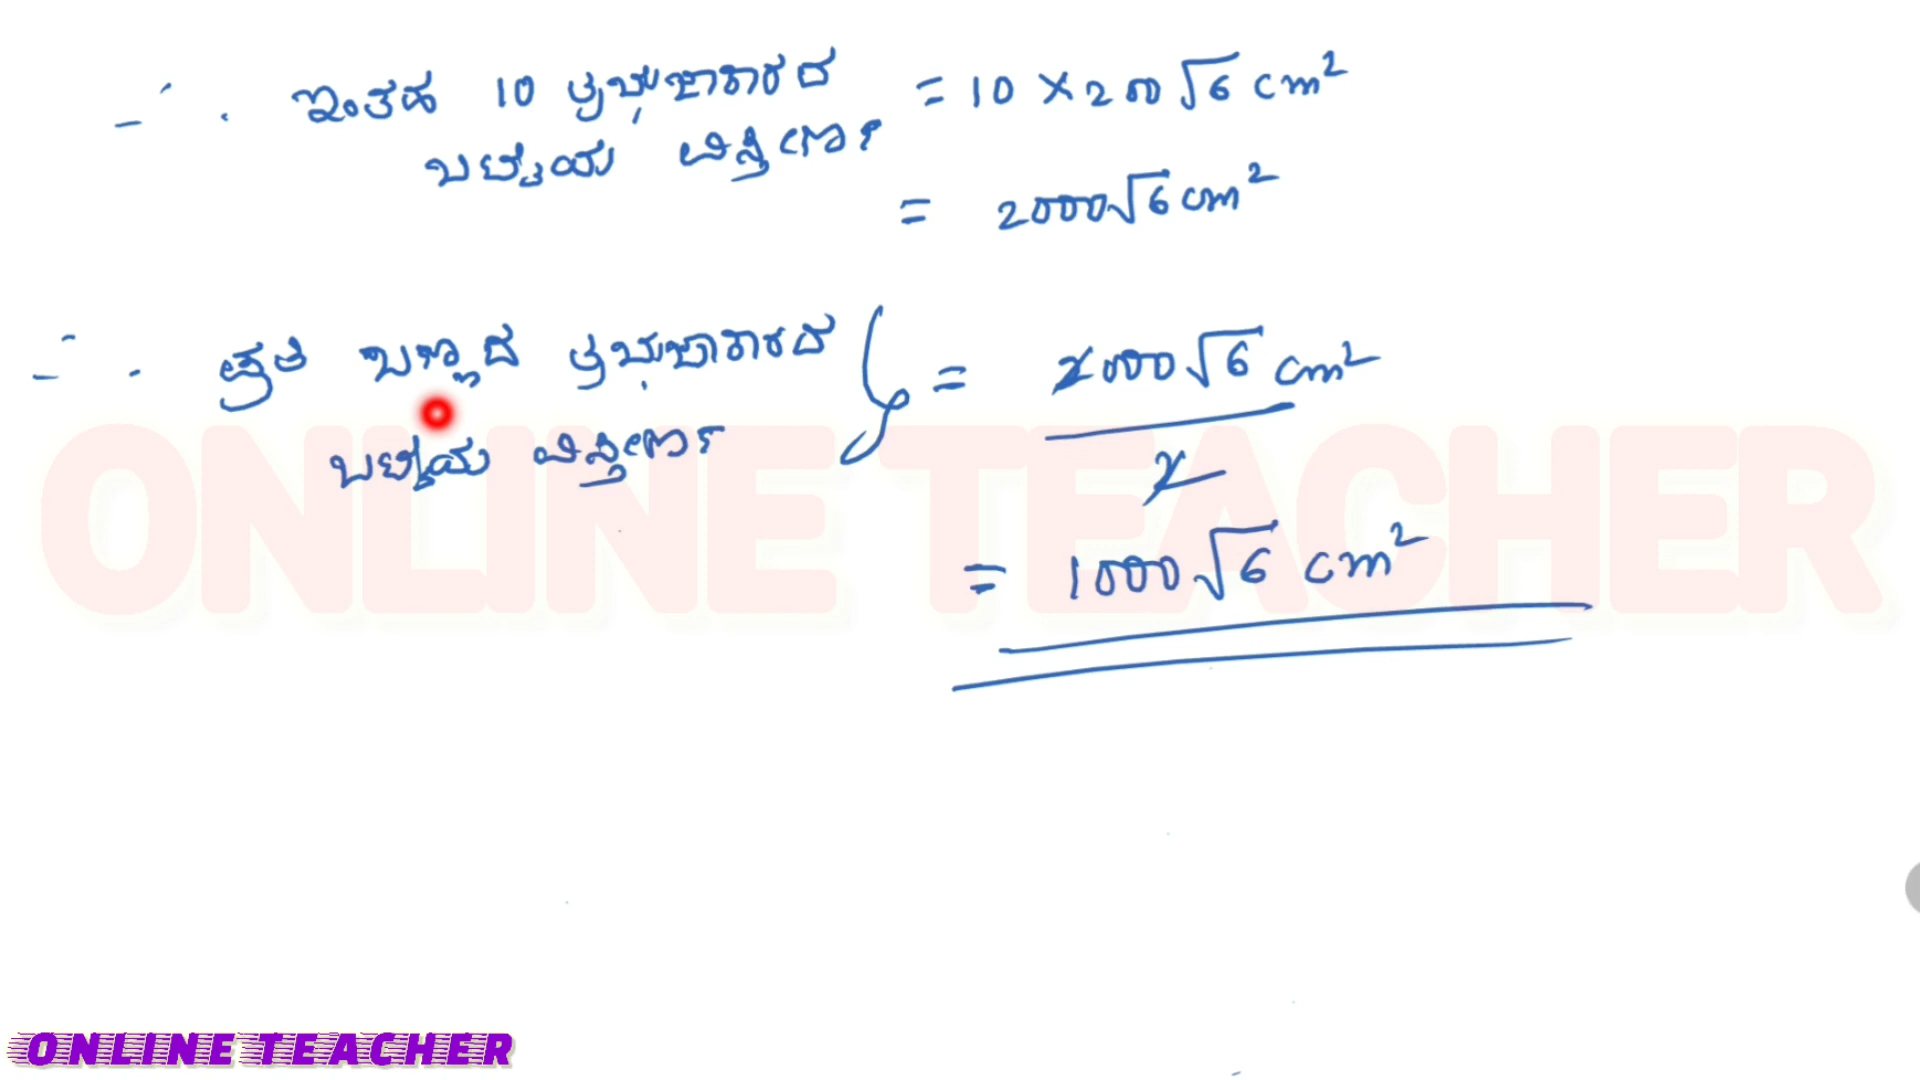 ∴ ಇಂತಹ 10 ತ್ರಿಭುಜಾಕಾರದ = 10 × 200 √6 cm²
ಬಟ್ಟೆಯ ವಿಸ್ತೀರ್ಣ
= 2000√6 cm²
∴ ಪ್ರತಿ ಬಣ್ಣದ ತ್ರಿಭುಜಾಕಾರದ } = 2000√6 cm²
ಬಟ್ಟೆಯ ವಿಸ್ತೀರ್ಣ 2
= 1000√6 cm²
ONLINE TEACHER
ONLINE TEACHER